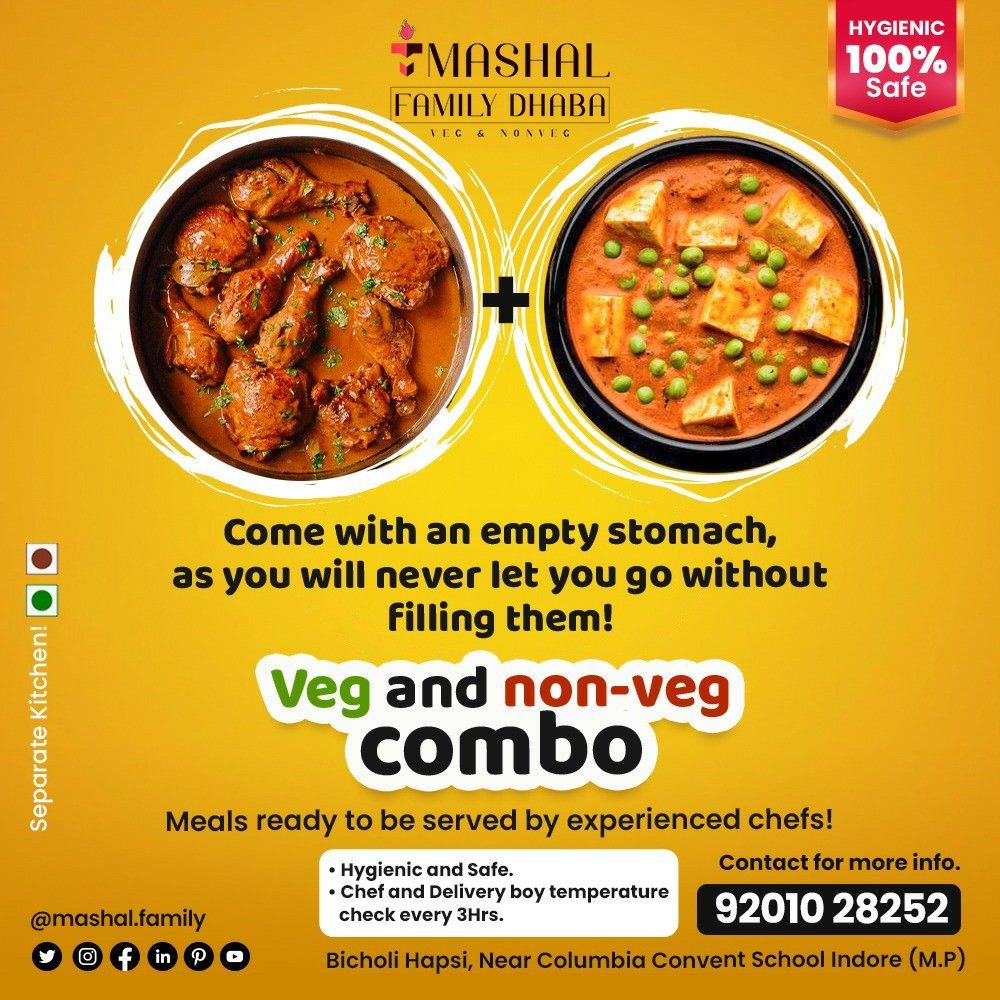 MASHAL
FAMILY DHABA
VEG & NONVEG
HYGIENIC
100%
Safe
Come with an empty stomach,
as you will never let you go without
filling them!
Veg and non-veg
combo
Separate Kitchen!
Meals ready to be served by experienced chefs!
• Hygienic and Safe.
• Chef and Delivery boy temperature
check every 3Hrs.
Contact for more info.
92010 28252
@mashal.family
Bicholi Hapsi, Near Columbia Convent School Indore (M.P)